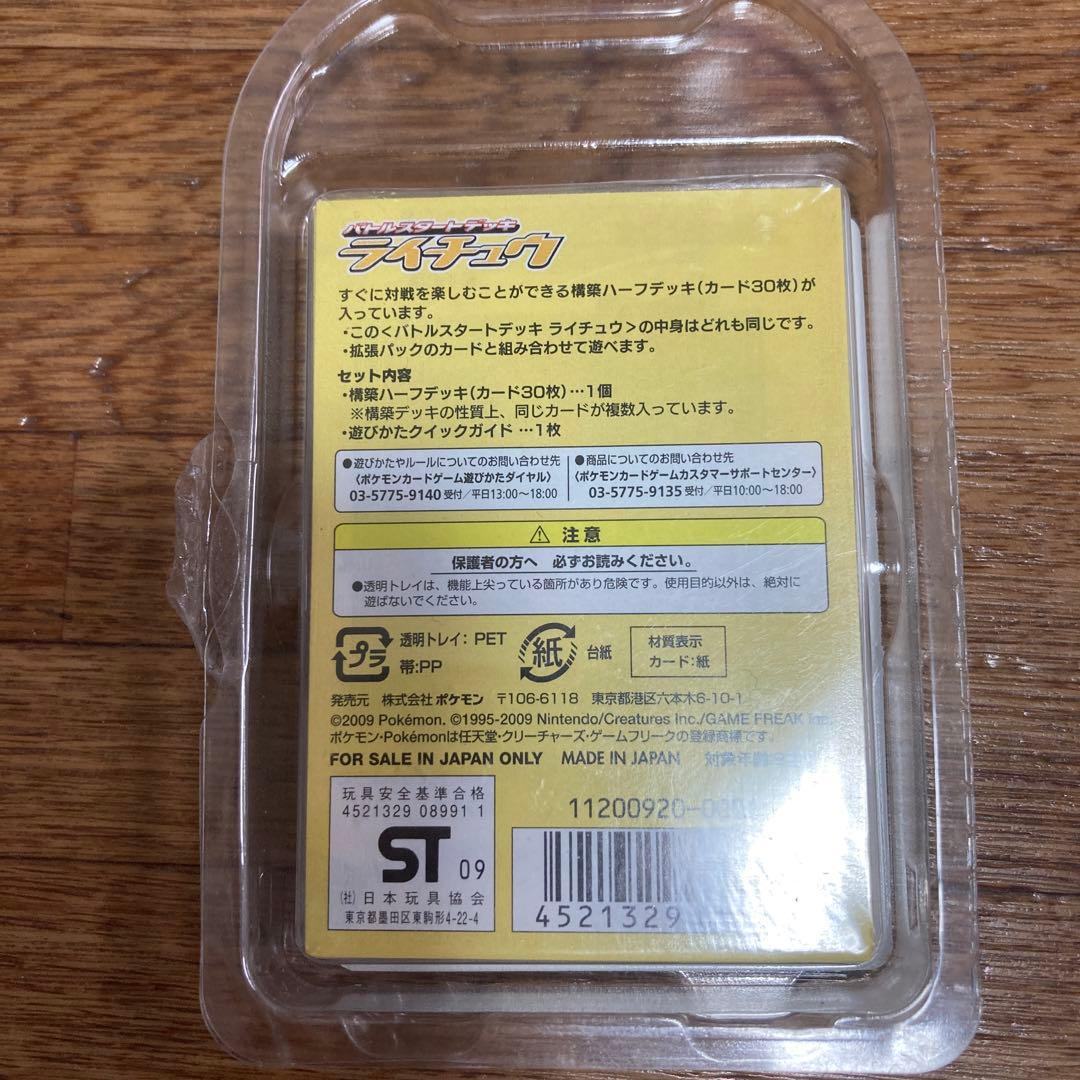 バトルスタートデッキ
ライチュウ
すぐに対戦を楽しむことができる構築ハーフデッキ(カード30枚)が
入っています。
・この<バトルスタートデッキ ライチュウ>の中身はどれも同じです。
・拡張パックのカードと組み合わせて遊べます。
セット内容
・構築ハーフデッキ(カード30枚)…1個
※構築デッキの性質上、同じカードが複数入っています。
・遊びかたクイックガイド …1枚
●遊びかたやルールについてのお問い合わせ先
〈ポケモンカードゲーム遊びかたダイヤル〉
03-5775-9140 受付/平日13:00〜18:00
●商品についてのお問い合わせ先
〈ポケモンカードゲームカスタマーサポートセンター〉
03-5775-9135 受付/平日10:00〜18:00
⚠ 注意
保護者の方へ 必ずお読みください。
●透明トレイは、機能上尖っている箇所があり危険です。使用目的以外は、絶対に
遊ばないでください。
プラ
透明トレイ: PET
帯:PP
紙
台紙
材質表示
カード:紙
発売元 株式会社 ポケモン 〒106-6118 東京都港区六本木6-10-1
©2009 Pokémon. ©1995-2009 Nintendo/Creatures Inc./GAME FREAK inc.
ポケモン・Pokémonは任天堂・クリーチャーズ・ゲームフリークの登録商標です。
FOR SALE IN JAPAN ONLY MADE IN JAPAN 対象年齢
玩具安全基準合格
4521329 08991 1
ST 09
(社)日本玩具協会
東京都墨田区東駒形4-22-4
11200920-
4521329